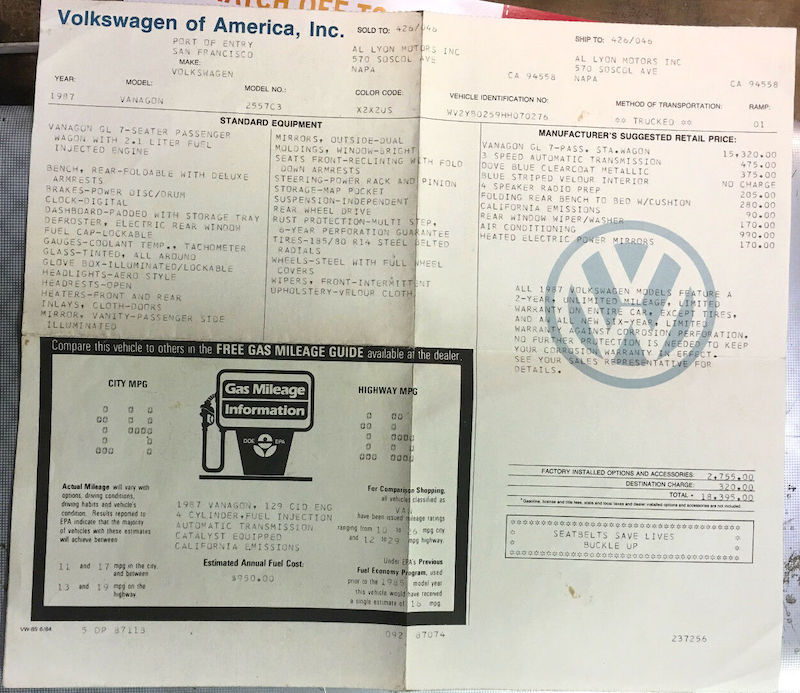 Volkswagen of America, Inc.
PORT OF ENTRY
SAN FRANCISCO
MAKE:
VOLKSWAGEN
SOLD TO: 426/046
AL LYON MOTORS INC
570 SOSCOL AVE
NAPA
CA 94558
SHIP TO: 426/046
AL LYON MOTORS INC
570 SOSCOL AVE
NAPA
CA 94558
YEAR:
1987
MODEL:
VANAGON
MODEL NO.:
2557C3
COLOR CODE:
X2X2US
VEHICLE IDENTIFICATION NO:
WV2YB0259HH070276
METHOD OF TRANSPORTATION:
** TRUCKED **
RAMP:
01
STANDARD EQUIPMENT
VANAGON GL 7-SEATER PASSENGER
WAGON WITH 2.1 LITER FUEL
INJECTED ENGINE
BENCH, REAR-FOLDABLE WITH DELUXE
ARMRESTS
BRAKES-POWER DISC/DRUM
CLOCK-DIGITAL
DASHBOARD-PADDED WITH STORAGE TRAY
DEFROSTER, ELECTRIC REAR WINDOW
FUEL CAP-LOCKABLE
GAUGES-COOLANT TEMP., TACHOMETER
GLASS-TINTED, ALL AROUND
GLOVE BOX-ILLUMINATED/LOCKABLE
HEADLIGHTS-AERO STYLE
HEADRESTS-OPEN
HEATERS-FRONT AND REAR
INLAYS, CLOTH-DOORS
MIRROR, VANITY-PASSENGER SIDE
ILLUMINATED
MIRRORS, OUTSIDE-DUAL
MOLDINGS, WINDOW-BRIGHT
SEATS FRONT-RECLINING WITH FOLD
DOWN ARMRESTS
STEERING-POWER RACK AND PINION
STORAGE-MAP POCKET
SUSPENSION-INDEPENDENT
REAR WHEEL DRIVE
RUST PROTECTION-MULTI STEP,
6-YEAR PERFORATION GUARANTEE
TIRES-185/80 R14 STEEL BELTED
RADIALS
WHEELS-STEEL WITH FULL WHEEL
COVERS
WIPERS, FRONT-INTERMITTENT
UPHOLSTERY-VELOUR CLOTH
MANUFACTURER'S SUGGESTED RETAIL PRICE:
VANAGON GL 7-PASS. STA.WAGON 15,320.00
3 SPEED AUTOMATIC TRANSMISSION 475.00
DOVE BLUE CLEARCOAT METALLIC 375.00
BLUE STRIPED VELOUR INTERIOR NO CHARGE
4 SPEAKER RADIO PREP 205.00
FOLDING REAR BENCH TO BED W/CUSHION 280.00
CALIFORNIA EMISSIONS 90.00
REAR WINDOW WIPER/WASHER 170.00
AIR CONDITIONING 990.00
HEATED ELECTRIC POWER MIRRORS 170.00
ALL 1987 VOLKSWAGEN MODELS FEATURE A
2-YEAR UNLIMITED MILEAGE, LIMITED
WARRANTY ON ENTIRE CAR, EXCEPT TIRES,
AND AN ALL NEW SIX-YEAR, LIMITED
WARRANTY AGAINST CORROSION PERFORATION.
NO FURTHER PROTECTION IS NEEDED TO KEEP
YOUR CORROSION WARRANTY IN EFFECT.
SEE YOUR SALES REPRESENTATIVE FOR
DETAILS.
FACTORY INSTALLED OPTIONS AND ACCESSORIES: 2,755.00
DESTINATION CHARGE: 320.00
TOTAL* 18,395.00
*Gasoline, license and title fees, state and local taxes and dealer installed options and accessories are not included.
SEATBELTS SAVE LIVES
BUCKLE UP
Compare this vehicle to others in the FREE GAS MILEAGE GUIDE available at the dealer.
CITY MPG
Gas Mileage
Information
DOE EPA
HIGHWAY MPG
Actual Mileage will vary with
options, driving conditions,
driving habits and vehicle's
condition. Results reported to
EPA indicate that the majority
of vehicles with these estimates
will achieve between
11 and 17 mpg in the city,
and between
13 and 19 mpg on the
highway.
1987 VANAGON, 129 CID ENG
4 CYLINDER,FUEL INJECTION
AUTOMATIC TRANSMISSION
CATALYST EQUIPPED
CALIFORNIA EMISSIONS
Estimated Annual Fuel Cost:
$950.00
For Comparison Shopping,
all vehicles classified as
VAN
have been issued mileage ratings
ranging from 10 to 26 mpg city
and 12 to 29 mpg highway.
Under EPA's Previous
Fuel Economy Program, used
prior to the 1985 model year
this vehicle would have received
a single estimate of 16 mpg.
VW-85 6/84
5 DP 87118
092 87074
237256